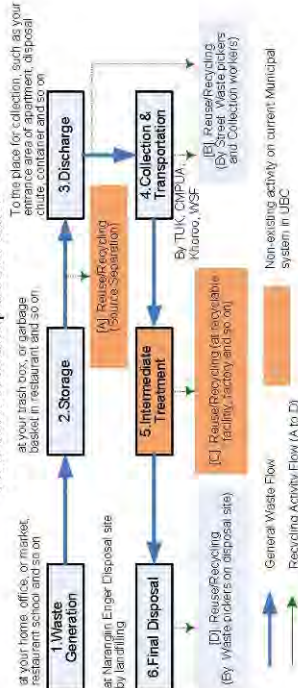 at your home, office, or market,
restaurent school and so on
1.Waste
Generation
at your trash box, or garbage
basket in restaurant and so on
2.Storage
To the place for collection, such as your
entrance area of apartment, disposal
chute, container and so on
3.Discharge
[A]. Reuse/Recycling
(Source Separation)
[B]. Reuse/Recycling
(By Street Waste pickers
and Collection workers)
4.Collection &
Transportation
By TUK, CMPUA
Khoroo, WSF
5.Intermediate
Treatment
[C]. Reuse/Recycling (at recyclable
facility, factory and so on)
at Narangiin Enger Disposal site
by landfilling
6.Final Disposal
[D]. Reuse/Recycling
(By Waste pickers on disposal site)
General Waste Flow
Recycling Activity Flow (A to D)
Non-existing activity on current Municipal
system in UBC